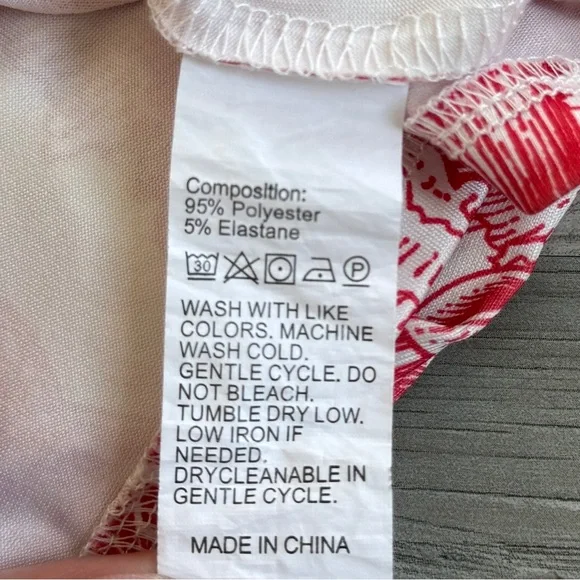 Composition:
95% Polyester
5% Elastane
30 P
WASH WITH LIKE
COLORS. MACHINE
WASH COLD.
GENTLE CYCLE. DO
NOT BLEACH.
TUMBLE DRY LOW.
LOW IRON IF
NEEDED.
DRYCLEANABLE IN
GENTLE CYCLE.
MADE IN CHINA